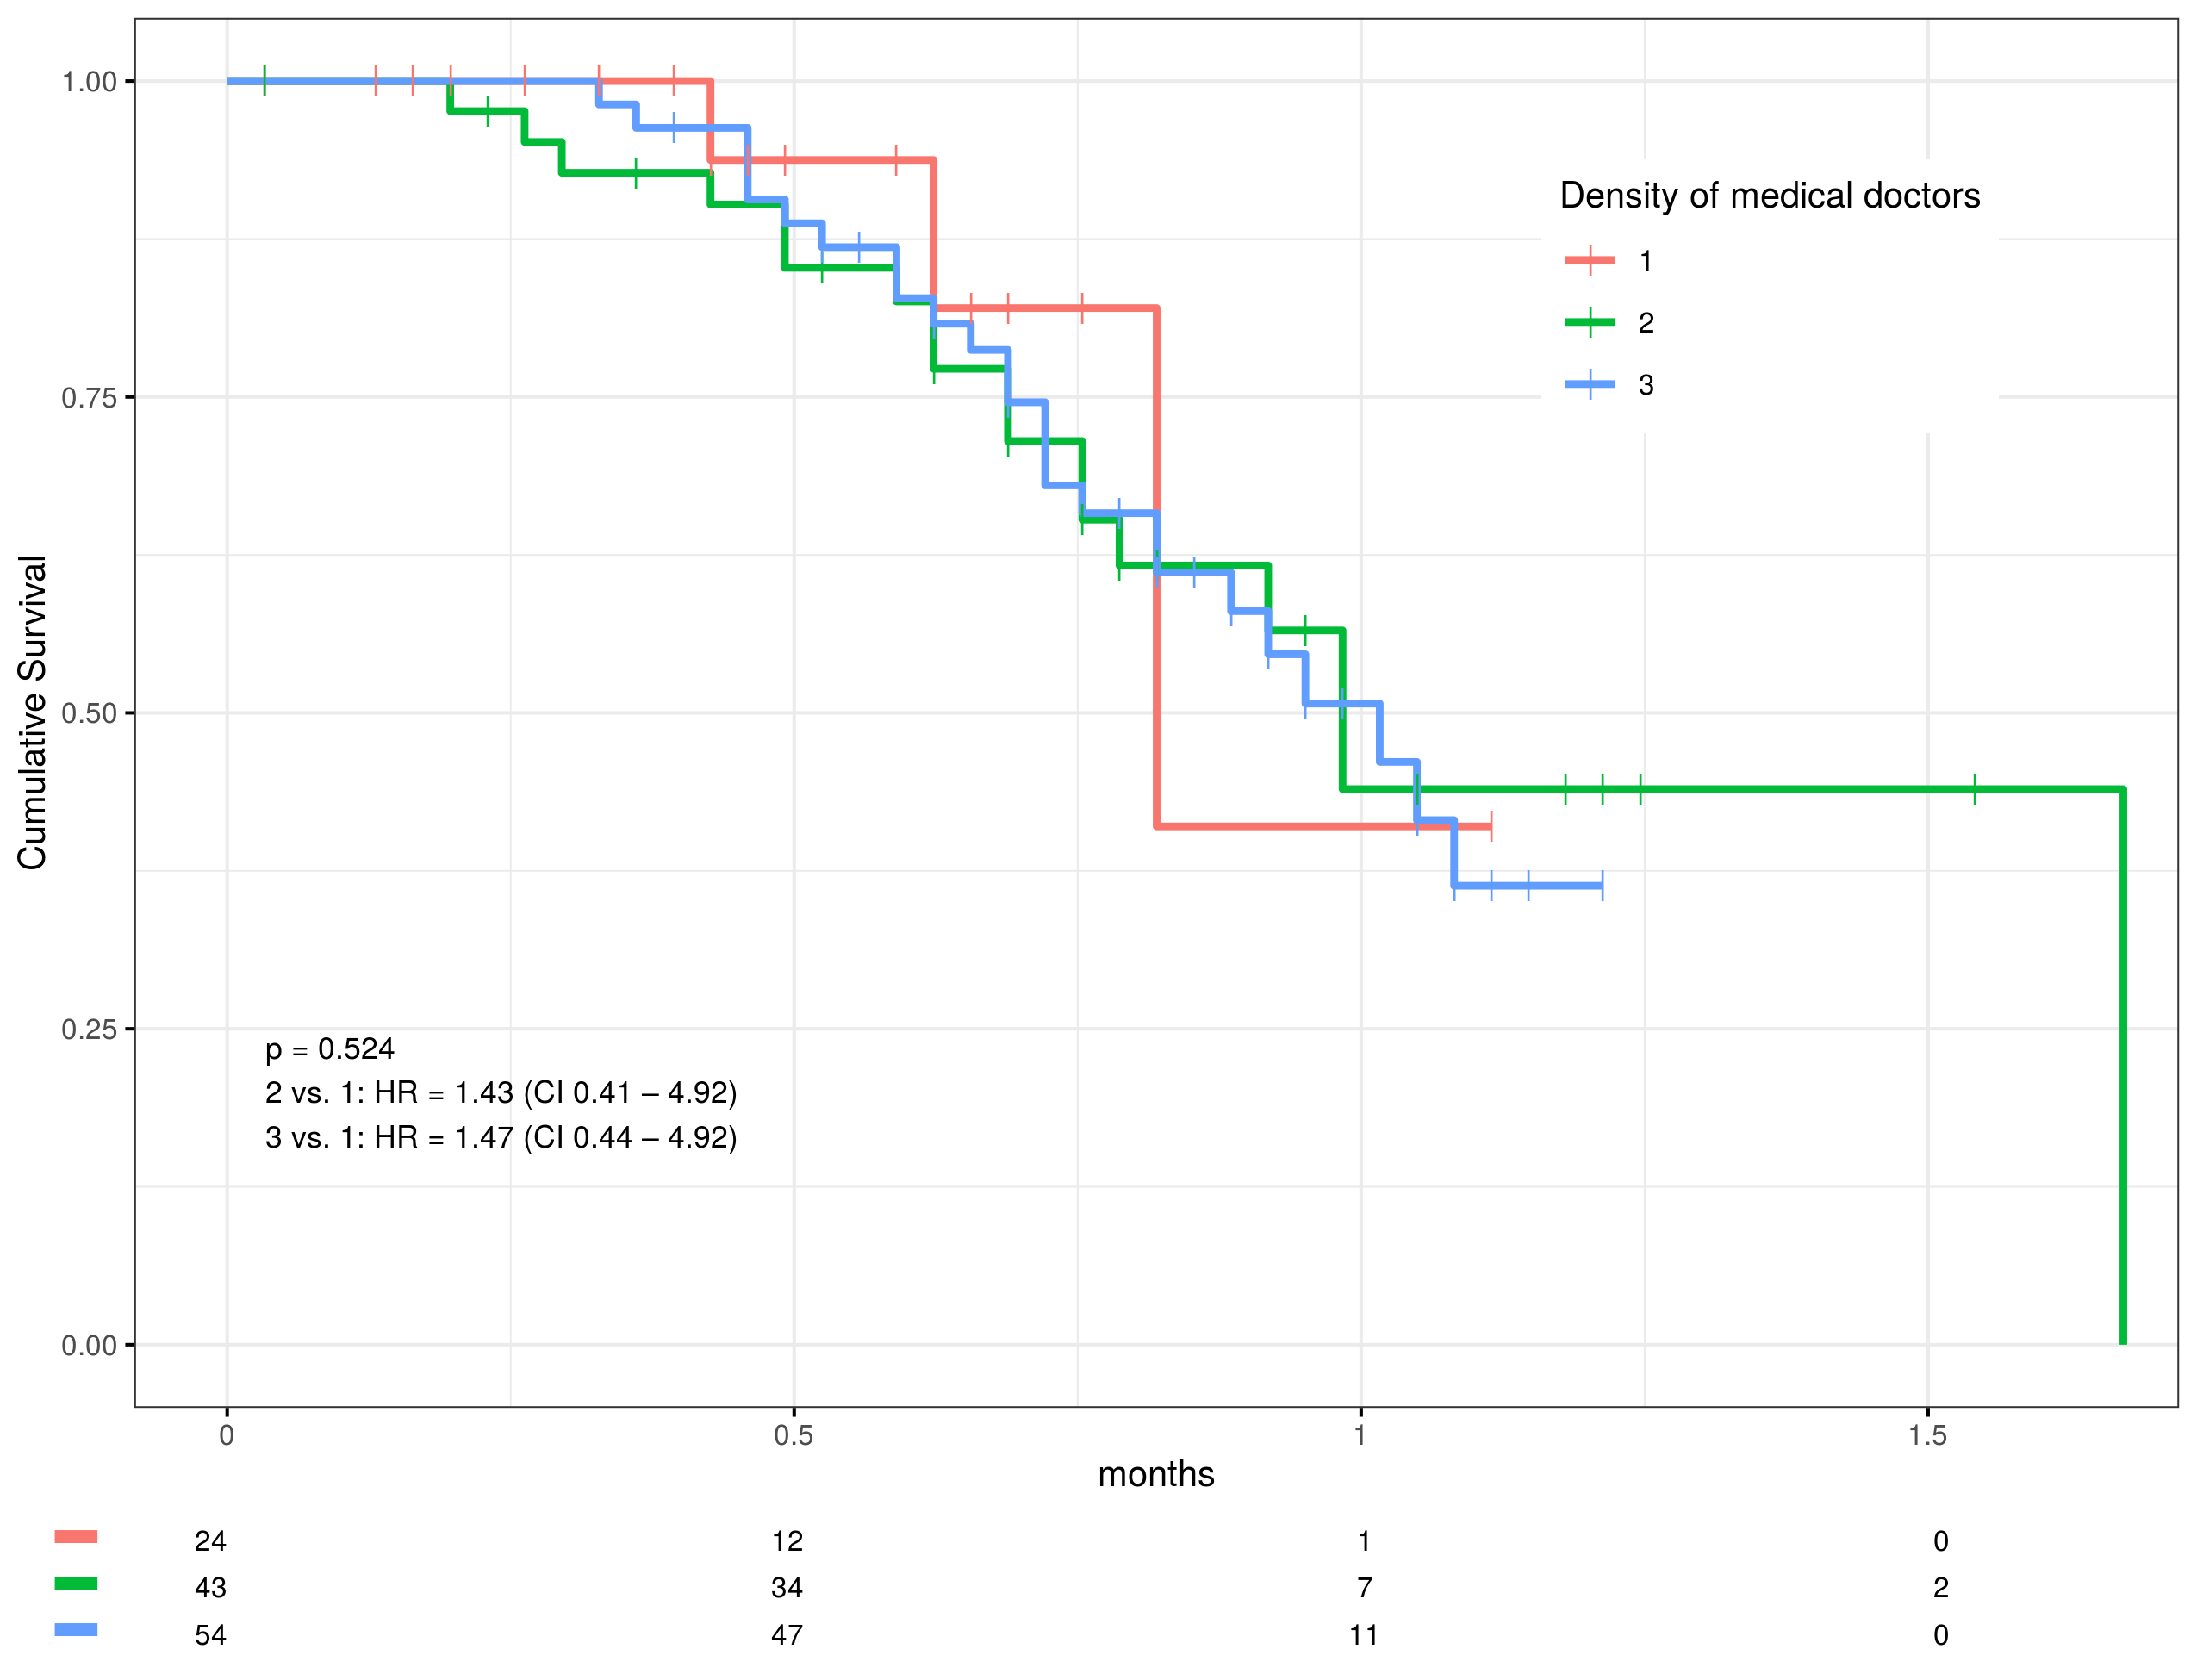 Cumulative Survival
1.00
0.75
0.50
0.25
0.00
Density of medical doctors
1
2
3
p = 0.524
2 vs. 1: HR = 1.43 (CI 0.41 – 4.92)
3 vs. 1: HR = 1.47 (CI 0.44 – 4.92)
0 0.5 1 1.5
months
24 12 1 0
43 34 7 2
54 47 11 0